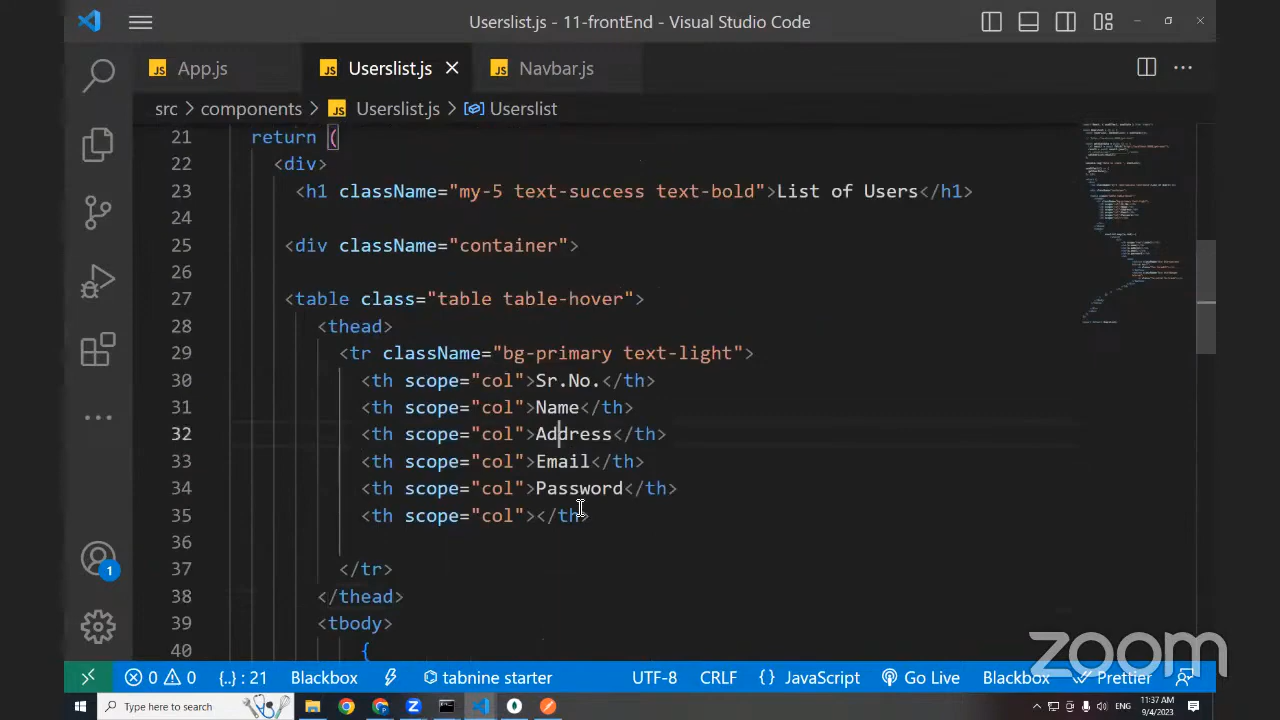 Userslist.js - 11-frontEnd - Visual Studio Code
JS App.js
JS Userslist.js
JS Navbar.js
src > components > JS Userslist.js > Userslist
21 return (
22 <div>
23 <h1 className="my-5 text-success text-bold">List of Users</h1>
24
25 <div className="container">
26
27 <table class="table table-hover">
28 <thead>
29 <tr className="bg-primary text-light">
30 <th scope="col">Sr.No.</th>
31 <th scope="col">Name</th>
32 <th scope="col">Address</th>
33 <th scope="col">Email</th>
34 <th scope="col">Password</th>
35 <th scope="col"></th>
36
37 </tr>
38 </thead>
39 <tbody>
40 {
1
zoom
0 0 {..} : 21 Blackbox tabnine starter UTF-8 CRLF {} JavaScript Go Live Blackbox Prettier
Type here to search
11:37 AM
9/4/2023